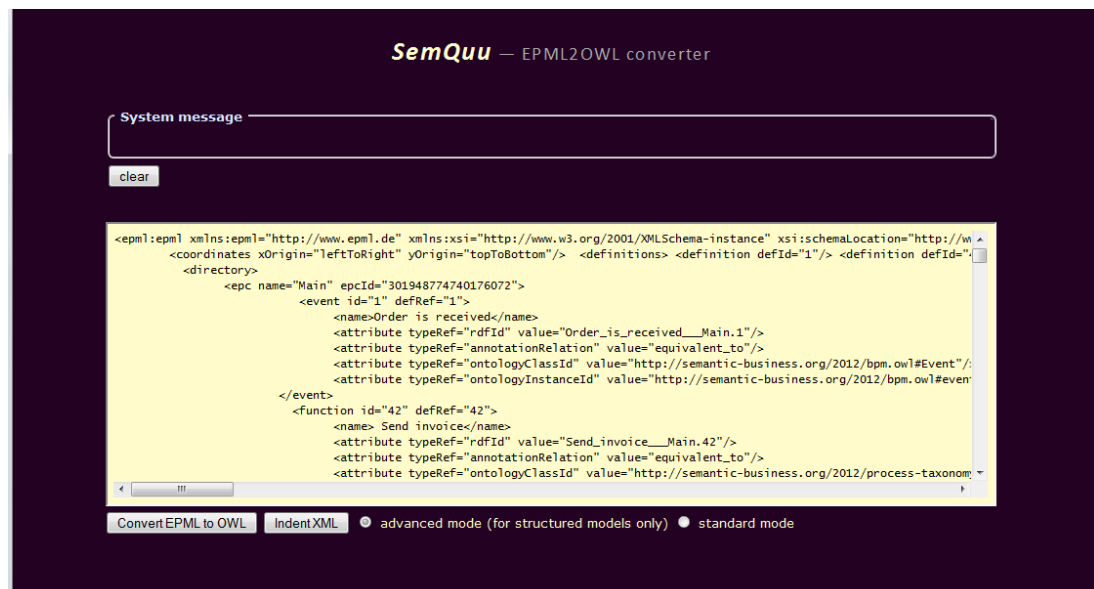 SemQuu — EPML2OWL converter
System message
clear
<epml:epml xmlns:epml="http://www.epml.de" xmlns:xsi="http://www.w3.org/2001/XMLSchema-instance" xsi:schemaLocation="http://w
<coordinates xOrigin="leftToRight" yOrigin="topToBottom"/> <definitions> <definition defId="1"/> <definition defId="
<directory>
<epc name="Main" epcId="301948774740176072">
<event id="1" defRef="1">
<name>Order is received</name>
<attribute typeRef="rdfId" value="Order_is_received___Main.1"/>
<attribute typeRef="annotationRelation" value="equivalent_to"/>
<attribute typeRef="ontologyClassId" value="http://semantic-business.org/2012/bpm.owl#Event"/
<attribute typeRef="ontologyInstanceId" value="http://semantic-business.org/2012/bpm.owl#even
</event>
<function id="42" defRef="42">
<name> Send invoice</name>
<attribute typeRef="rdfId" value="Send_invoice___Main.42"/>
<attribute typeRef="annotationRelation" value="equivalent_to"/>
<attribute typeRef="ontologyClassId" value="http://semantic-business.org/2012/process-taxonom
Convert EPML to OWL Indent XML advanced mode (for structured models only) standard mode